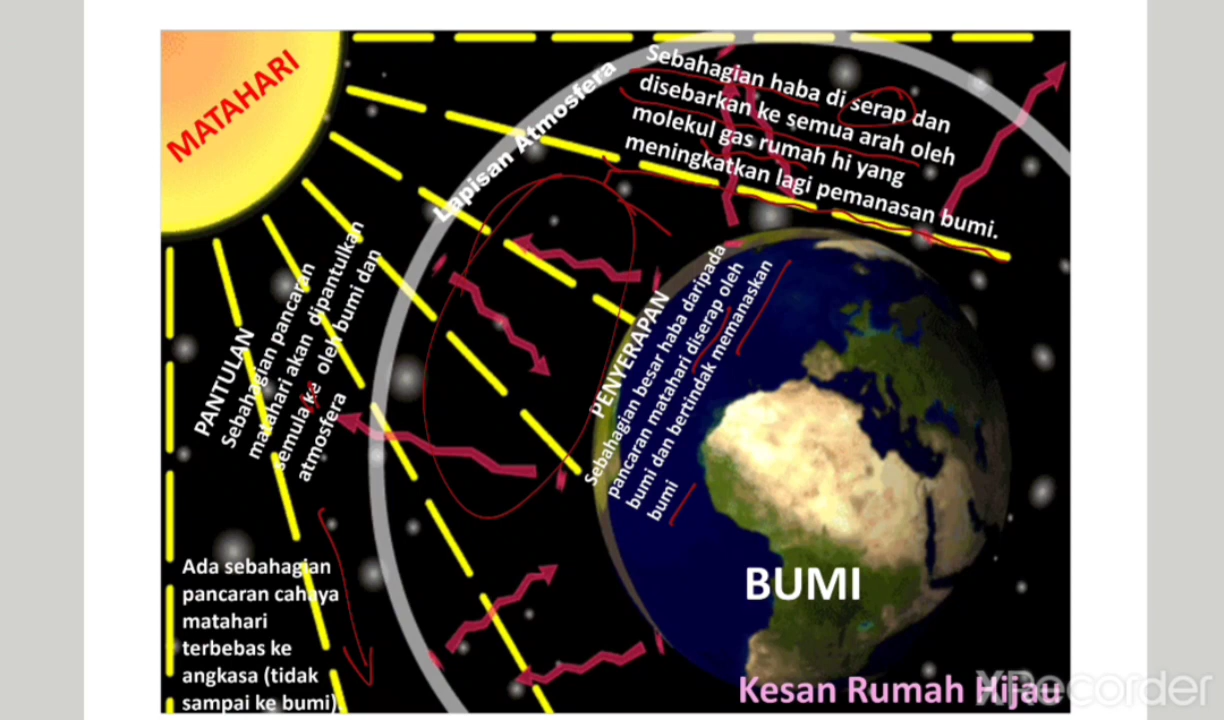 MATAHARI
Lapisan Atmosfera
Sebahagian haba di serap dan
disebarkan ke semua arah oleh
molekul gas rumah hi yang
meningkatkan lagi pemanasan bumi.
PANTULAN
Sebahagian pancaran
matahari akan dipantulkan
semula ke oleh bumi dan
atmosfera
PENYERAPAN
Sebahagian besar haba daripada
pancaran matahari diserap oleh
bumi dan bertindak memanaskan
bumi
Ada sebahagian
pancaran cahaya
matahari
terbebas ke
angkasa (tidak
sampai ke bumi).
BUMI
Kesan Rumah Hijau
XRecorder